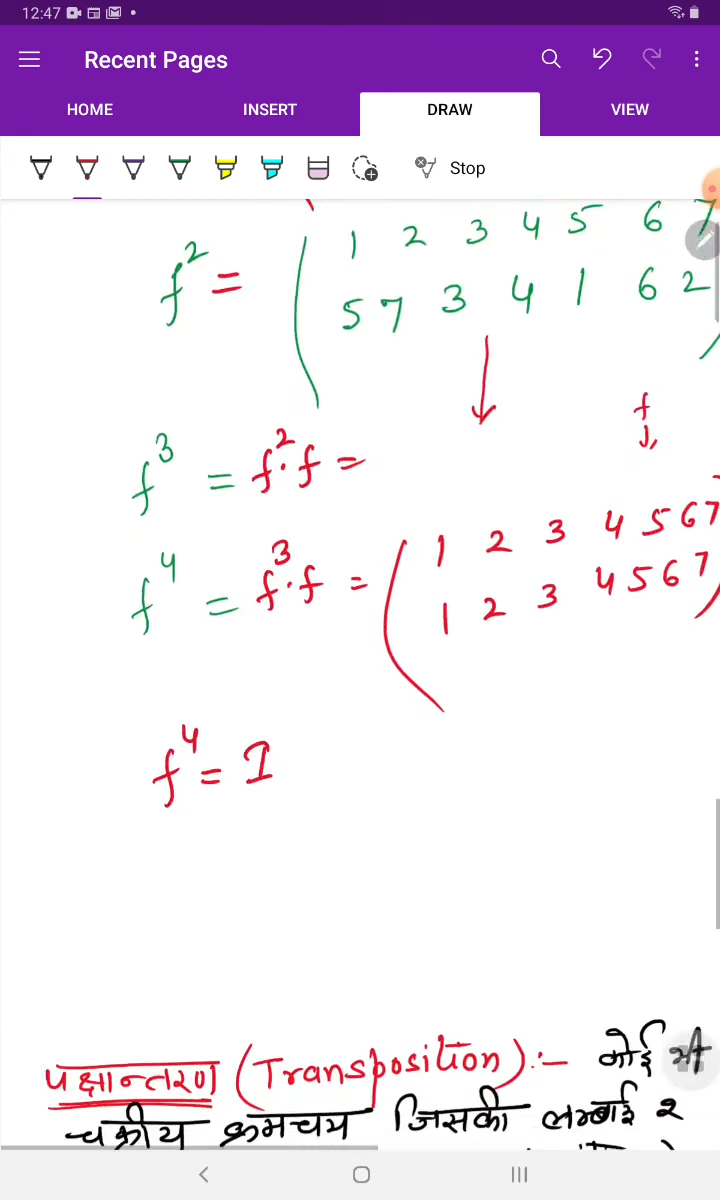 12:47
Recent Pages
HOME INSERT DRAW VIEW
Stop
1 2 3 4 5 6 7
f² = ( 5 7 3 4 1 6 2 )
f
f³ = f².f =
1 2 3 4 5 6 7
f⁴ = f³.f = ( 1 2 3 4 5 6 7 )
f⁴ = I
पक्षान्तरण (Transposition) :— कोई भी
चक्रीय क्रमचय जिसकी लम्बाई २